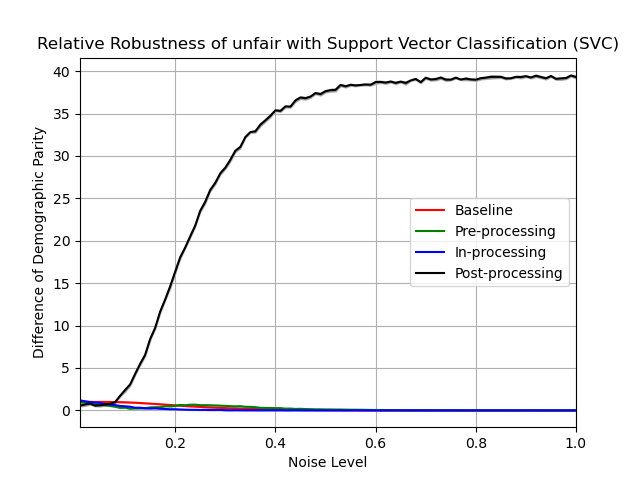 Relative Robustness of unfair with Support Vector Classification (SVC)
Difference of Demographic Parity
40
35
30
25
20
15
10
5
0
Baseline
Pre-processing
In-processing
Post-processing
0.2 0.4 0.6 0.8 1.0
Noise Level